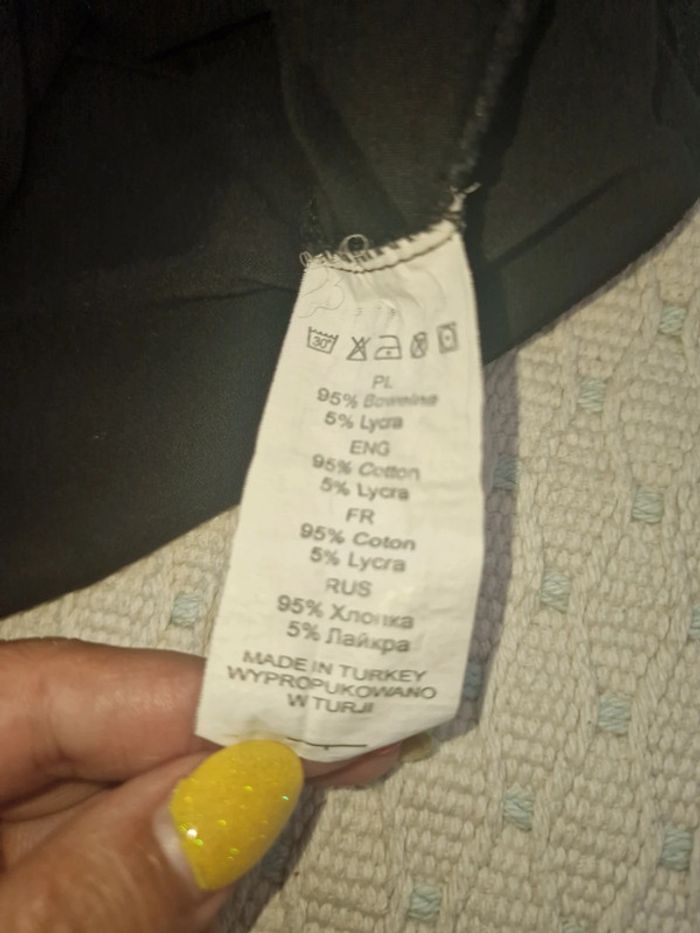 30°
PL
95% Bawełna
5% Lycra
ENG
95% Cotton
5% Lycra
FR
95% Coton
5% Lycra
RUS
95% Хлопка
5% Лайкра
MADE IN TURKEY
WYPROPUKOWANO
W TURJI